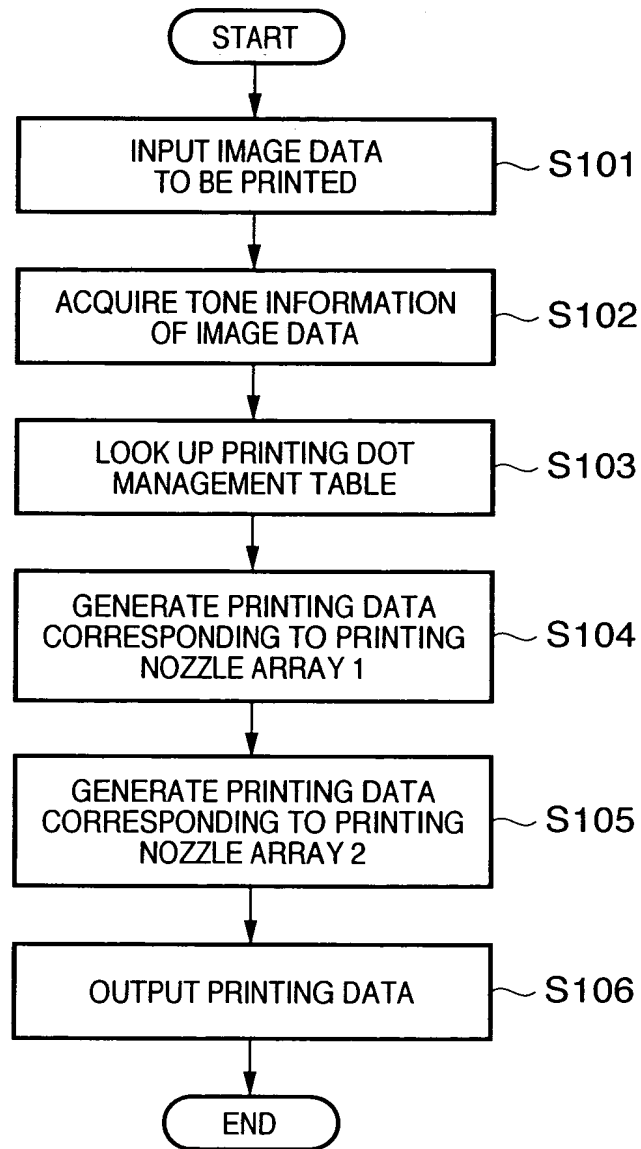 START
INPUT IMAGE DATA
TO BE PRINTED
S101
ACQUIRE TONE INFORMATION
OF IMAGE DATA
S102
LOOK UP PRINTING DOT
MANAGEMENT TABLE
S103
GENERATE PRINTING DATA
CORRESPONDING TO PRINTING
NOZZLE ARRAY 1
S104
GENERATE PRINTING DATA
CORRESPONDING TO PRINTING
NOZZLE ARRAY 2
S105
OUTPUT PRINTING DATA
S106
END